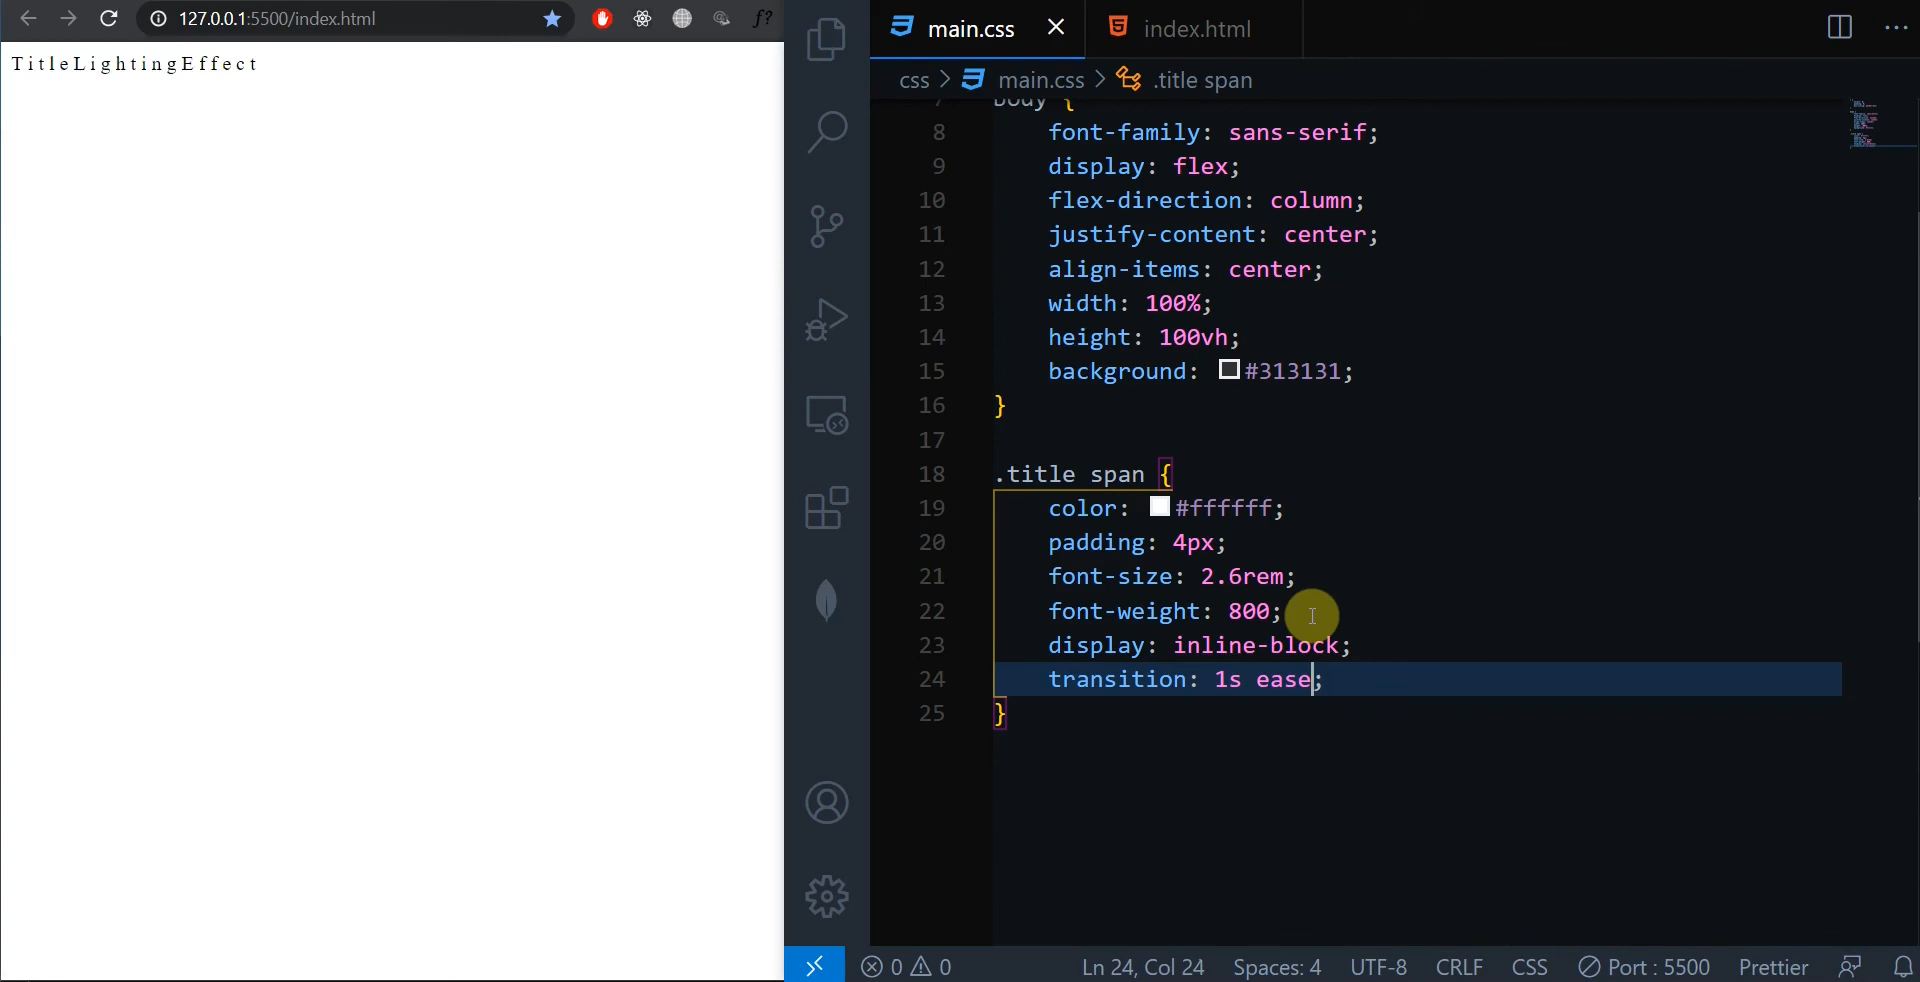 127.0.0.1:5500/index.html
f?
TitleLightingEffect
main.css
index.html
css > main.css > .title span
7 body {
8 font-family: sans-serif;
9 display: flex;
10 flex-direction: column;
11 justify-content: center;
12 align-items: center;
13 width: 100%;
14 height: 100vh;
15 background: #313131;
16 }
17
18 .title span {
19 color: #ffffff;
20 padding: 4px;
21 font-size: 2.6rem;
22 font-weight: 800;
23 display: inline-block;
24 transition: 1s ease;
25 }
0 0 Ln 24, Col 24 Spaces: 4 UTF-8 CRLF CSS Port : 5500 Prettier